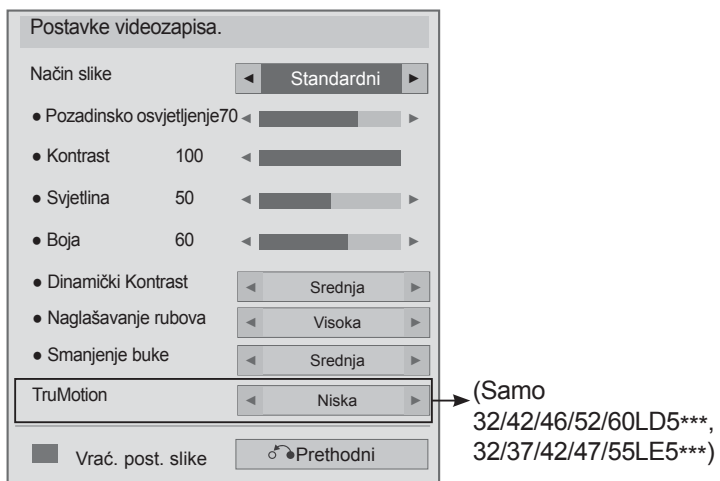 Postavke videozapisa.
Način slike ◄ Standardni ►
● Pozadinsko osvjetljenje70 ◄ ►
● Kontrast 100 ◄
● Svjetlina 50 ◄ ►
● Boja 60 ◄ ►
● Dinamički Kontrast ◄ Srednja ►
● Naglašavanje rubova ◄ Visoka ►
● Smanjenje buke ◄ Srednja ►
TruMotion ◄ Niska ►
(Samo
32/42/46/52/60LD5***,
32/37/42/47/55LE5***)
Vrać. post. slike
Prethodni